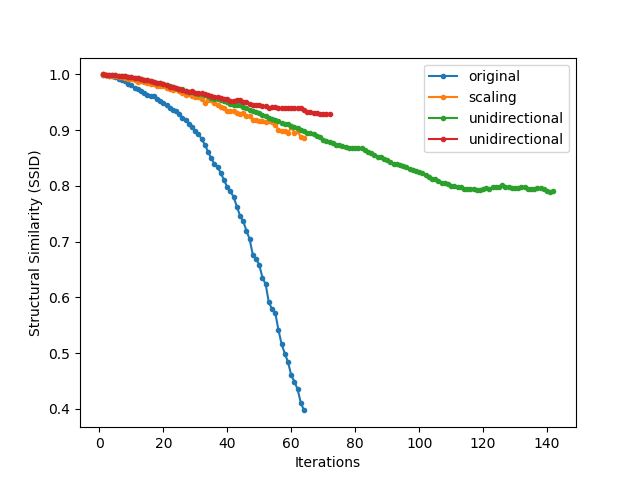 original
scaling
unidirectional
unidirectional
1.0
0.9
0.8
0.7
0.6
0.5
0.4
Structural Similarity (SSID)
0 20 40 60 80 100 120 140
Iterations